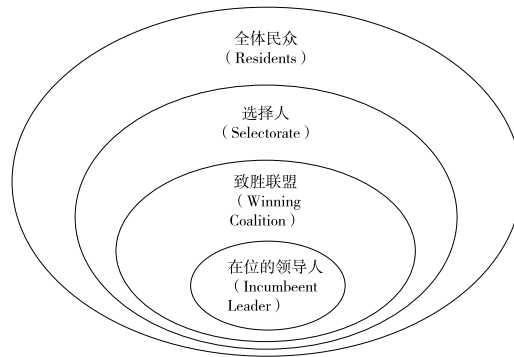 全体民众
（Residents）
选择人
（Selectorate）
致胜联盟
（Winning
Coalition）
在位的领导人
（Incumbeent
Leader）